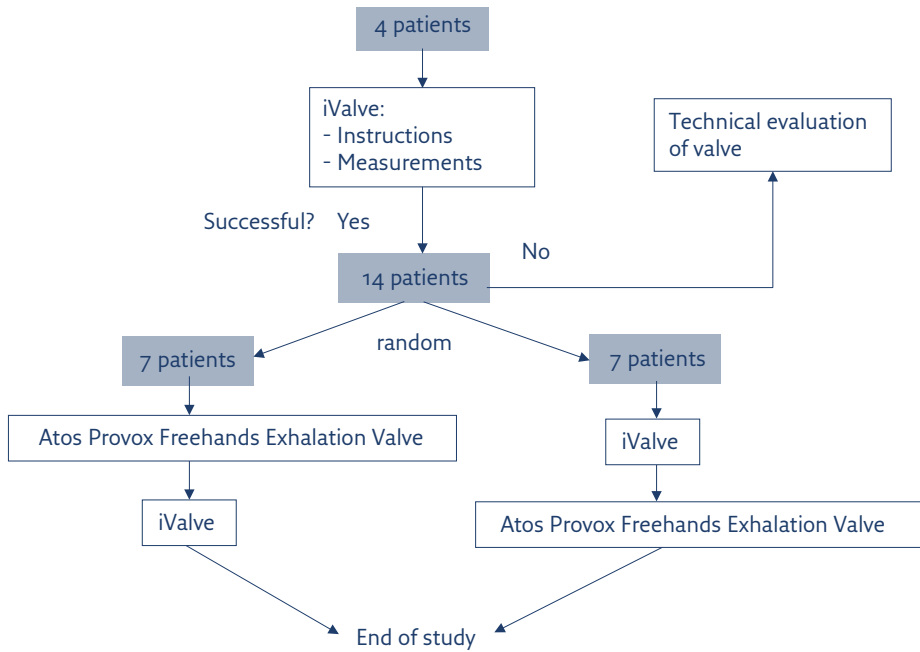 4 patients
iValve:
- Instructions
- Measurements
Technical evaluation
of valve
Successful? Yes
No
14 patients
random
7 patients
7 patients
Atos Provox Freehands Exhalation Valve
iValve
iValve
Atos Provox Freehands Exhalation Valve
End of study